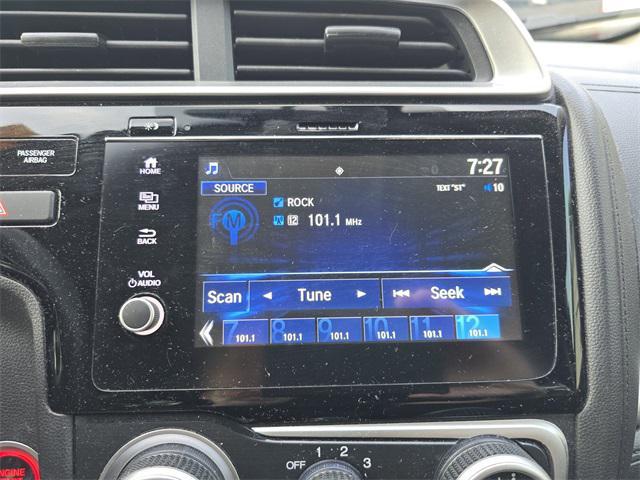 PASSENGER
AIRBAG
HOME
MENU
BACK
VOL
AUDIO
7:27
SOURCE
TEXT "ST"
10
FM
ROCK
12 101.1 MHz
Scan
Tune
Seek
7 8 9 10 11 12
101.1 101.1 101.1 101.1 101.1 101.1
OFF 1 2 3
ENGINE